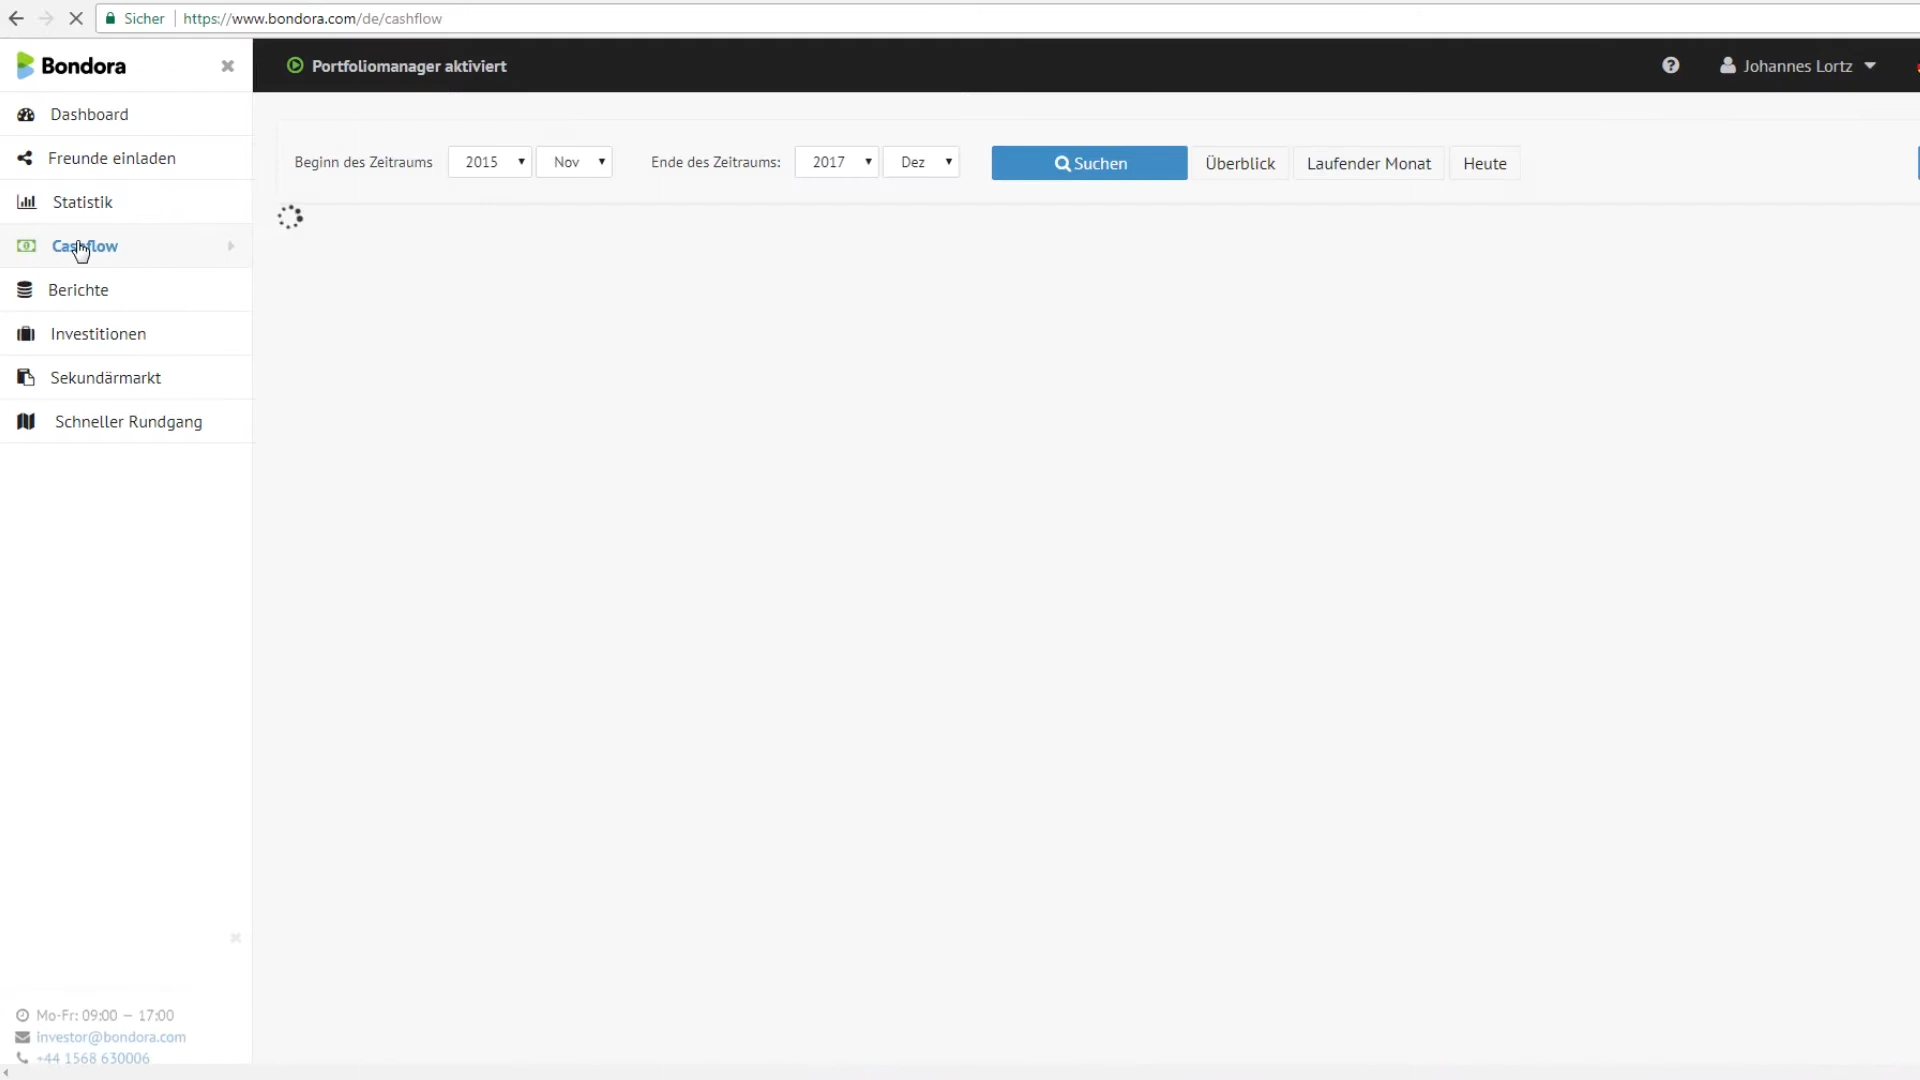 Sicher https://www.bondora.com/de/cashflow
Bondora
Portfoliomanager aktiviert
Johannes Lortz
Dashboard
Freunde einladen
Statistik
Cashflow
Berichte
Investitionen
Sekundärmarkt
Schneller Rundgang
Beginn des Zeitraums 2015 Nov Ende des Zeitraums: 2017 Dez Suchen Überblick Laufender Monat Heute
Mo-Fr: 09:00 — 17:00
investor@bondora.com
+44 1568 630006